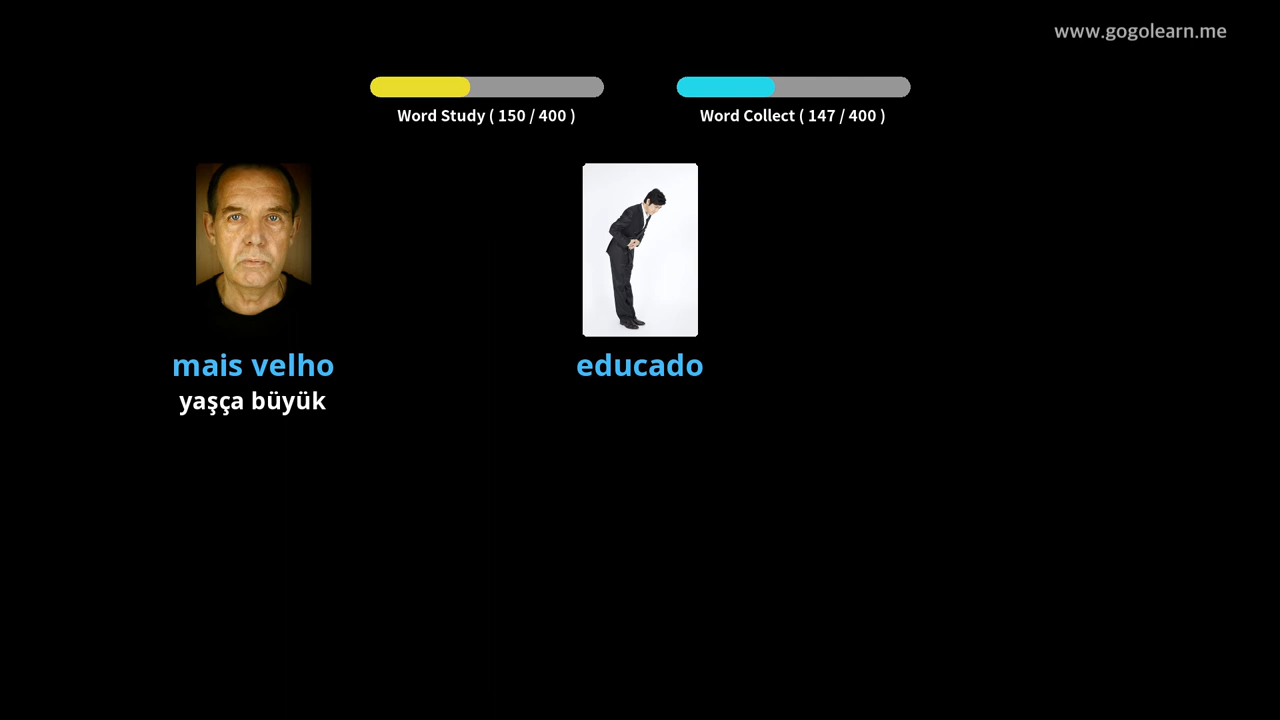 www.gogolearn.me
Word Study ( 150 / 400 )
Word Collect ( 147 / 400 )
mais velho
yaşça büyük
educado